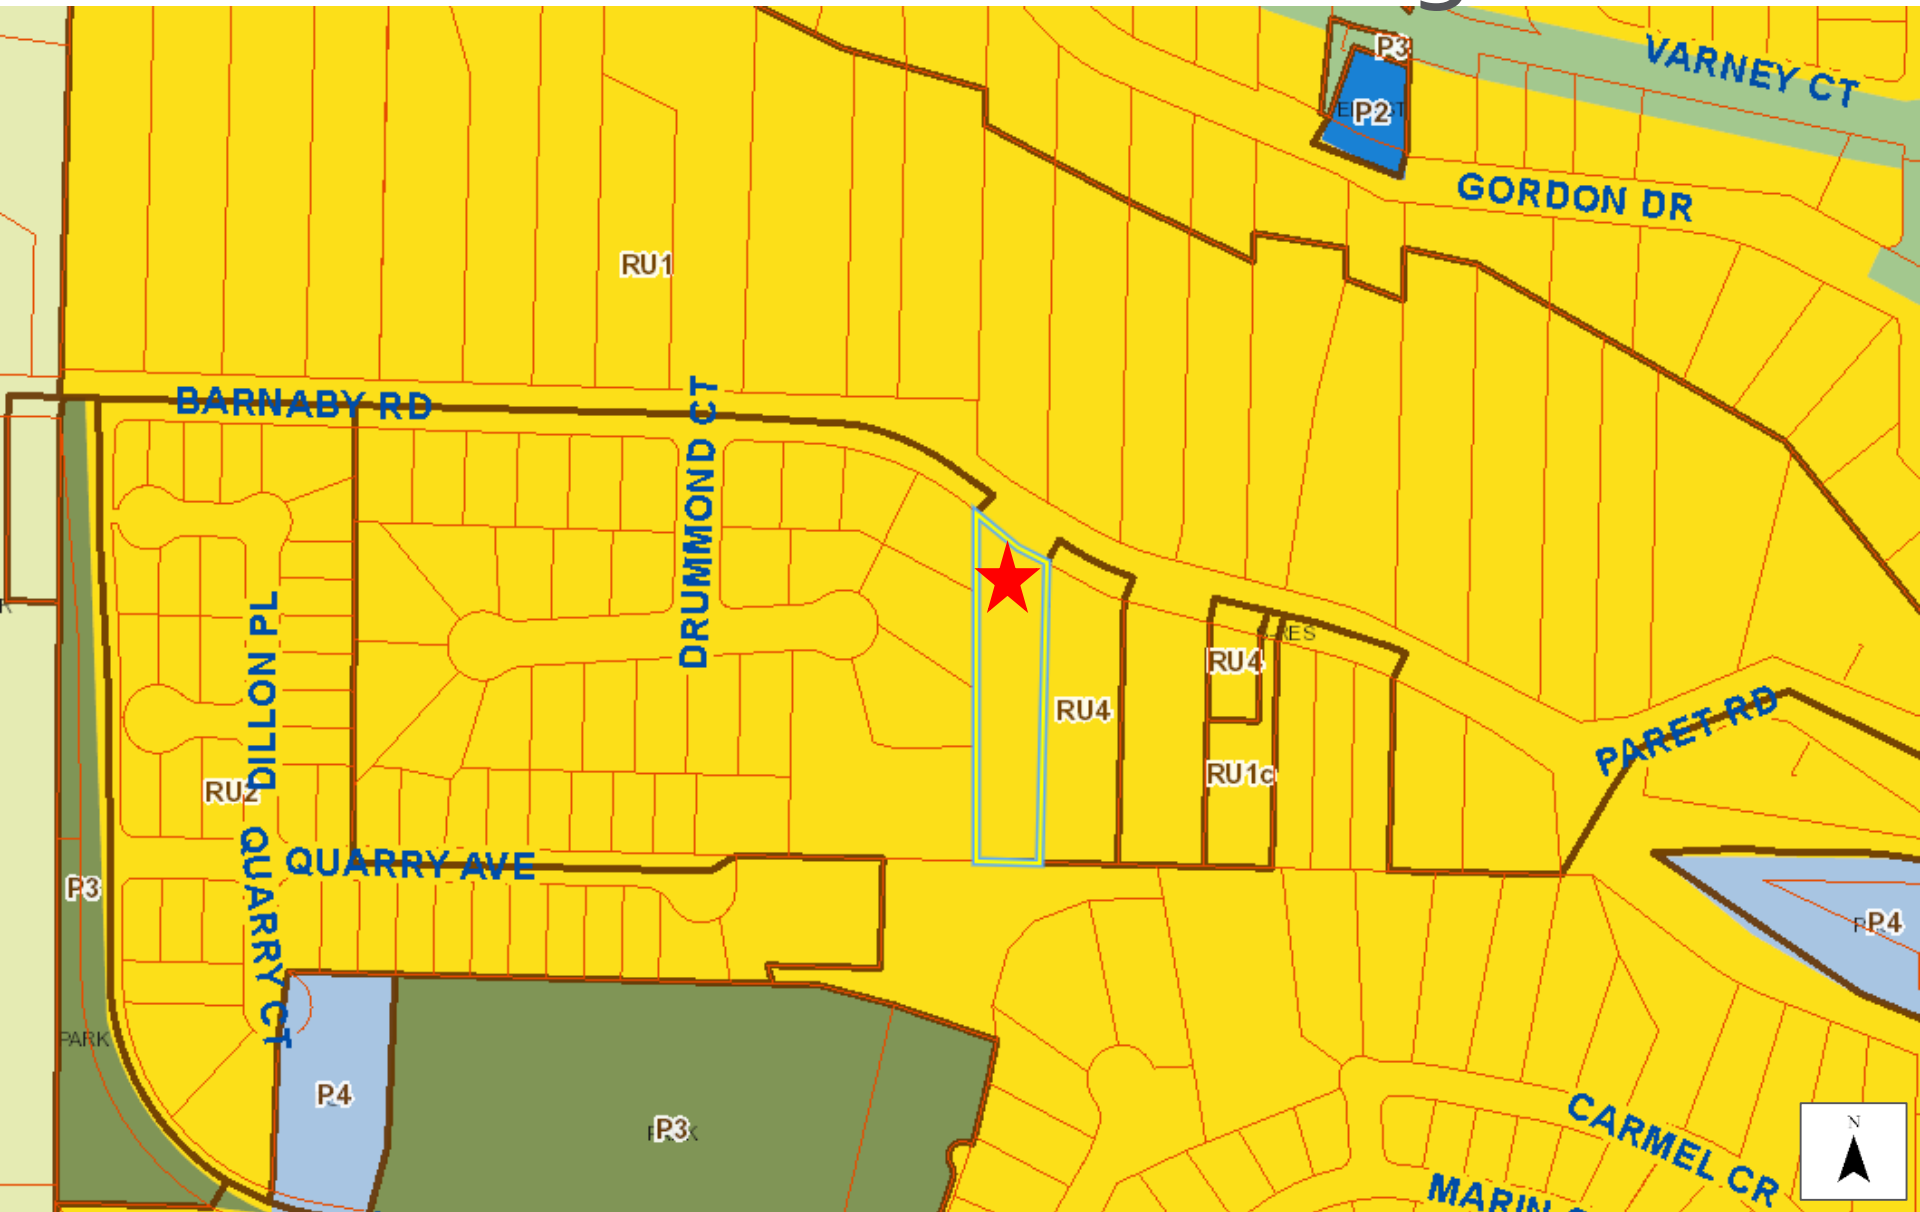 P3
VARNEY CT
P2
GORDON DR
RU1
BARNABY RD
DRUMMOND CT
DILLON PL
RES
RU4
RU4
PARET RD
RU1c
RU2
QUARRY AVE
QUARRY CT
P3
P4
PARK
P4
P3
CARMEL CR
MARIN
N